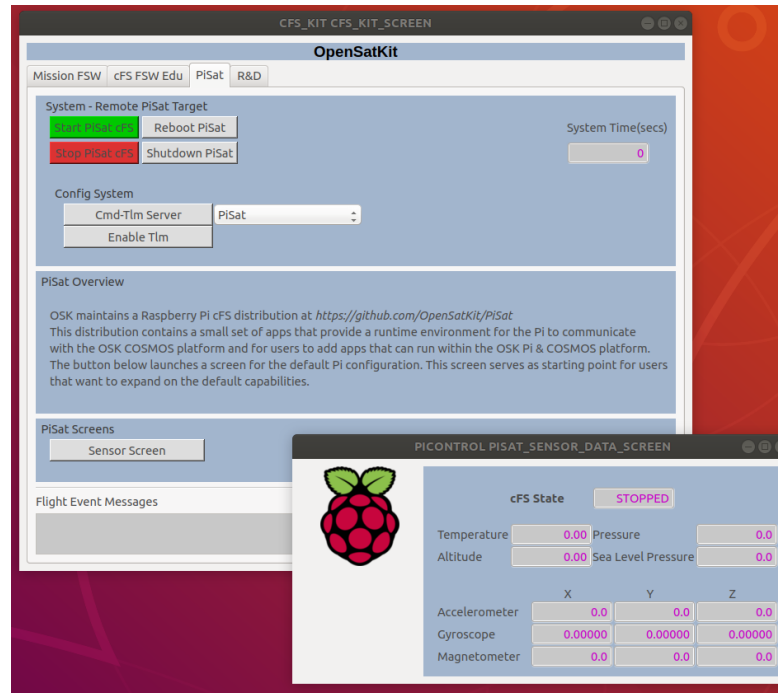 CFS_KIT CFS_KIT_SCREEN
OpenSatKit
Mission FSW cFS FSW Edu PiSat R&D
System - Remote PiSat Target
Start PiSat cFS Reboot PiSat System Time(secs)
Stop PiSat cFS Shutdown PiSat 0
Config System
Cmd-Tlm Server PiSat
Enable Tlm
PiSat Overview
OSK maintains a Raspberry Pi cFS distribution at https://github.com/OpenSatKit/PiSat
This distribution contains a small set of apps that provide a runtime environment for the Pi to communicate
with the OSK COSMOS platform and for users to add apps that can run within the OSK Pi & COSMOS platform.
The button below launches a screen for the default Pi configuration. This screen serves as starting point for users
that want to expand on the default capabilities.
PiSat Screens
Sensor Screen
Flight Event Messages
PICONTROL PISAT_SENSOR_DATA_SCREEN
cFS State STOPPED
Temperature 0.00 Pressure 0.0
Altitude 0.00 Sea Level Pressure 0.0
X Y Z
Accelerometer 0.0 0.0 0.0
Gyroscope 0.00000 0.00000 0.00000
Magnetometer 0.0 0.0 0.0